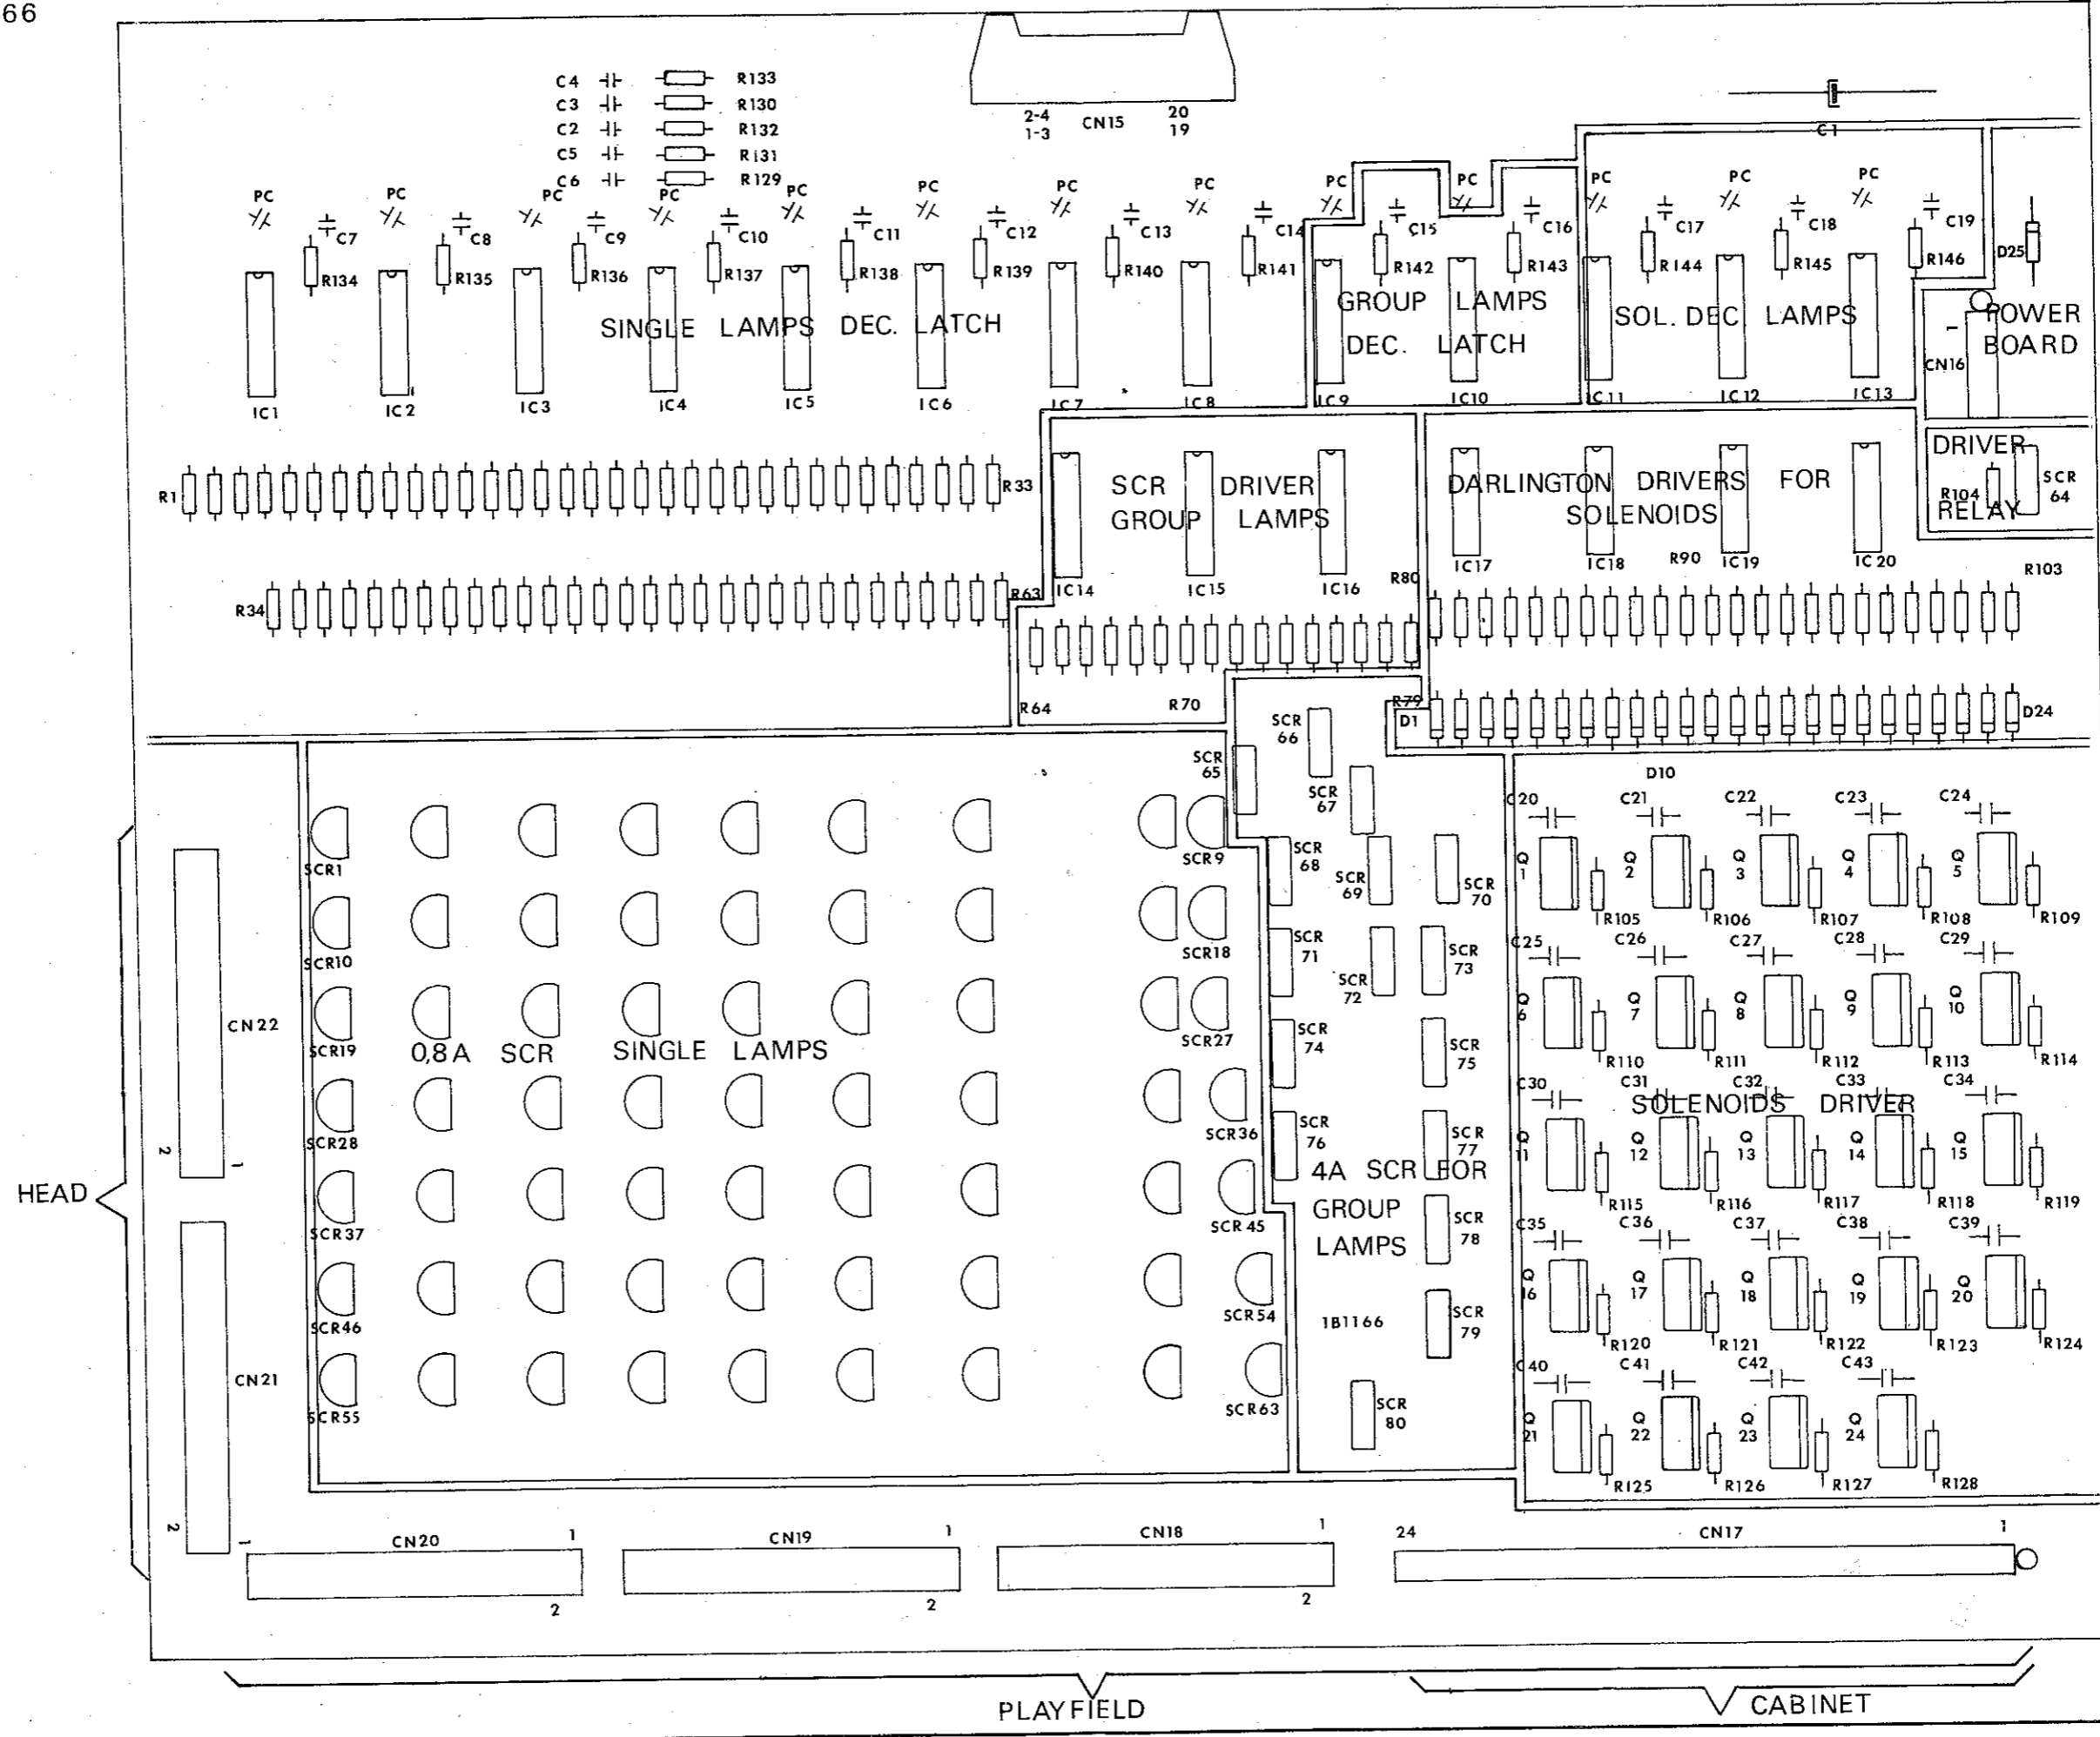 66
C4 R133
C3 R130
C2 R132
C5 R131
C6 R129
2-4 CN15 20
1-3 19
C1
PC PC PC PC PC PC PC PC PC PC PC PC PC
C7 C8 C9 C10 C11 C12 C13 C14 C15 C16 C17 C18 C19
R134 R135 R136 R137 R138 R139 R140 R141 R142 R143 R144 R145 R146 D25
SINGLE LAMPS DEC. LATCH
GROUP LAMPS
DEC. LATCH
SOL. DEC LAMPS
POWER
BOARD
1
CN16
IC1 IC2 IC3 IC4 IC5 IC6 IC7 IC8 IC9 IC10 IC11 IC12 IC13
R1 R33
SCR DRIVER
GROUP LAMPS
DARLINGTON DRIVERS FOR
SOLENOIDS
DRIVER
RELAY
R104
SCR
64
IC14 IC15 IC16 IC17 IC18 IC19 IC20
R34 R63 R80 R90 R103
R64 R70 R79
D1 D24
D10
SCR
65
SCR
66
SCR
67
SCR
68
SCR
69
SCR
70
SCR
71
SCR
72
SCR
73
SCR
74
SCR
75
SCR
76
SCR
77
4A SCR FOR
GROUP
LAMPS
SCR
78
1B1166
SCR
79
SCR
80
SCR1 SCR9
SCR10 SCR18
SCR19 SCR27
0,8A SCR SINGLE LAMPS
SCR28 SCR36
SCR37 SCR45
SCR46 SCR54
SCR55 SCR63
C20 C21 C22 C23 C24
Q Q Q Q Q
1 2 3 4 5
R105 R106 R107 R108 R109
C25 C26 C27 C28 C29
Q Q Q Q Q
6 7 8 9 10
R110 R111 R112 R113 R114
C30 C31 C32 C33 C34
SOLENOIDS DRIVER
Q Q Q Q Q
11 12 13 14 15
R115 R116 R117 R118 R119
C35 C36 C37 C38 C39
Q Q Q Q Q
16 17 18 19 20
R120 R121 R122 R123 R124
C40 C41 C42 C43
Q Q Q Q
21 22 23 24
R125 R126 R127 R128
CN22
2 1
HEAD
CN21
2 1
CN20 1
2
CN19 1
2
CN18 1
2
24 CN17 1
PLAYFIELD
CABINET